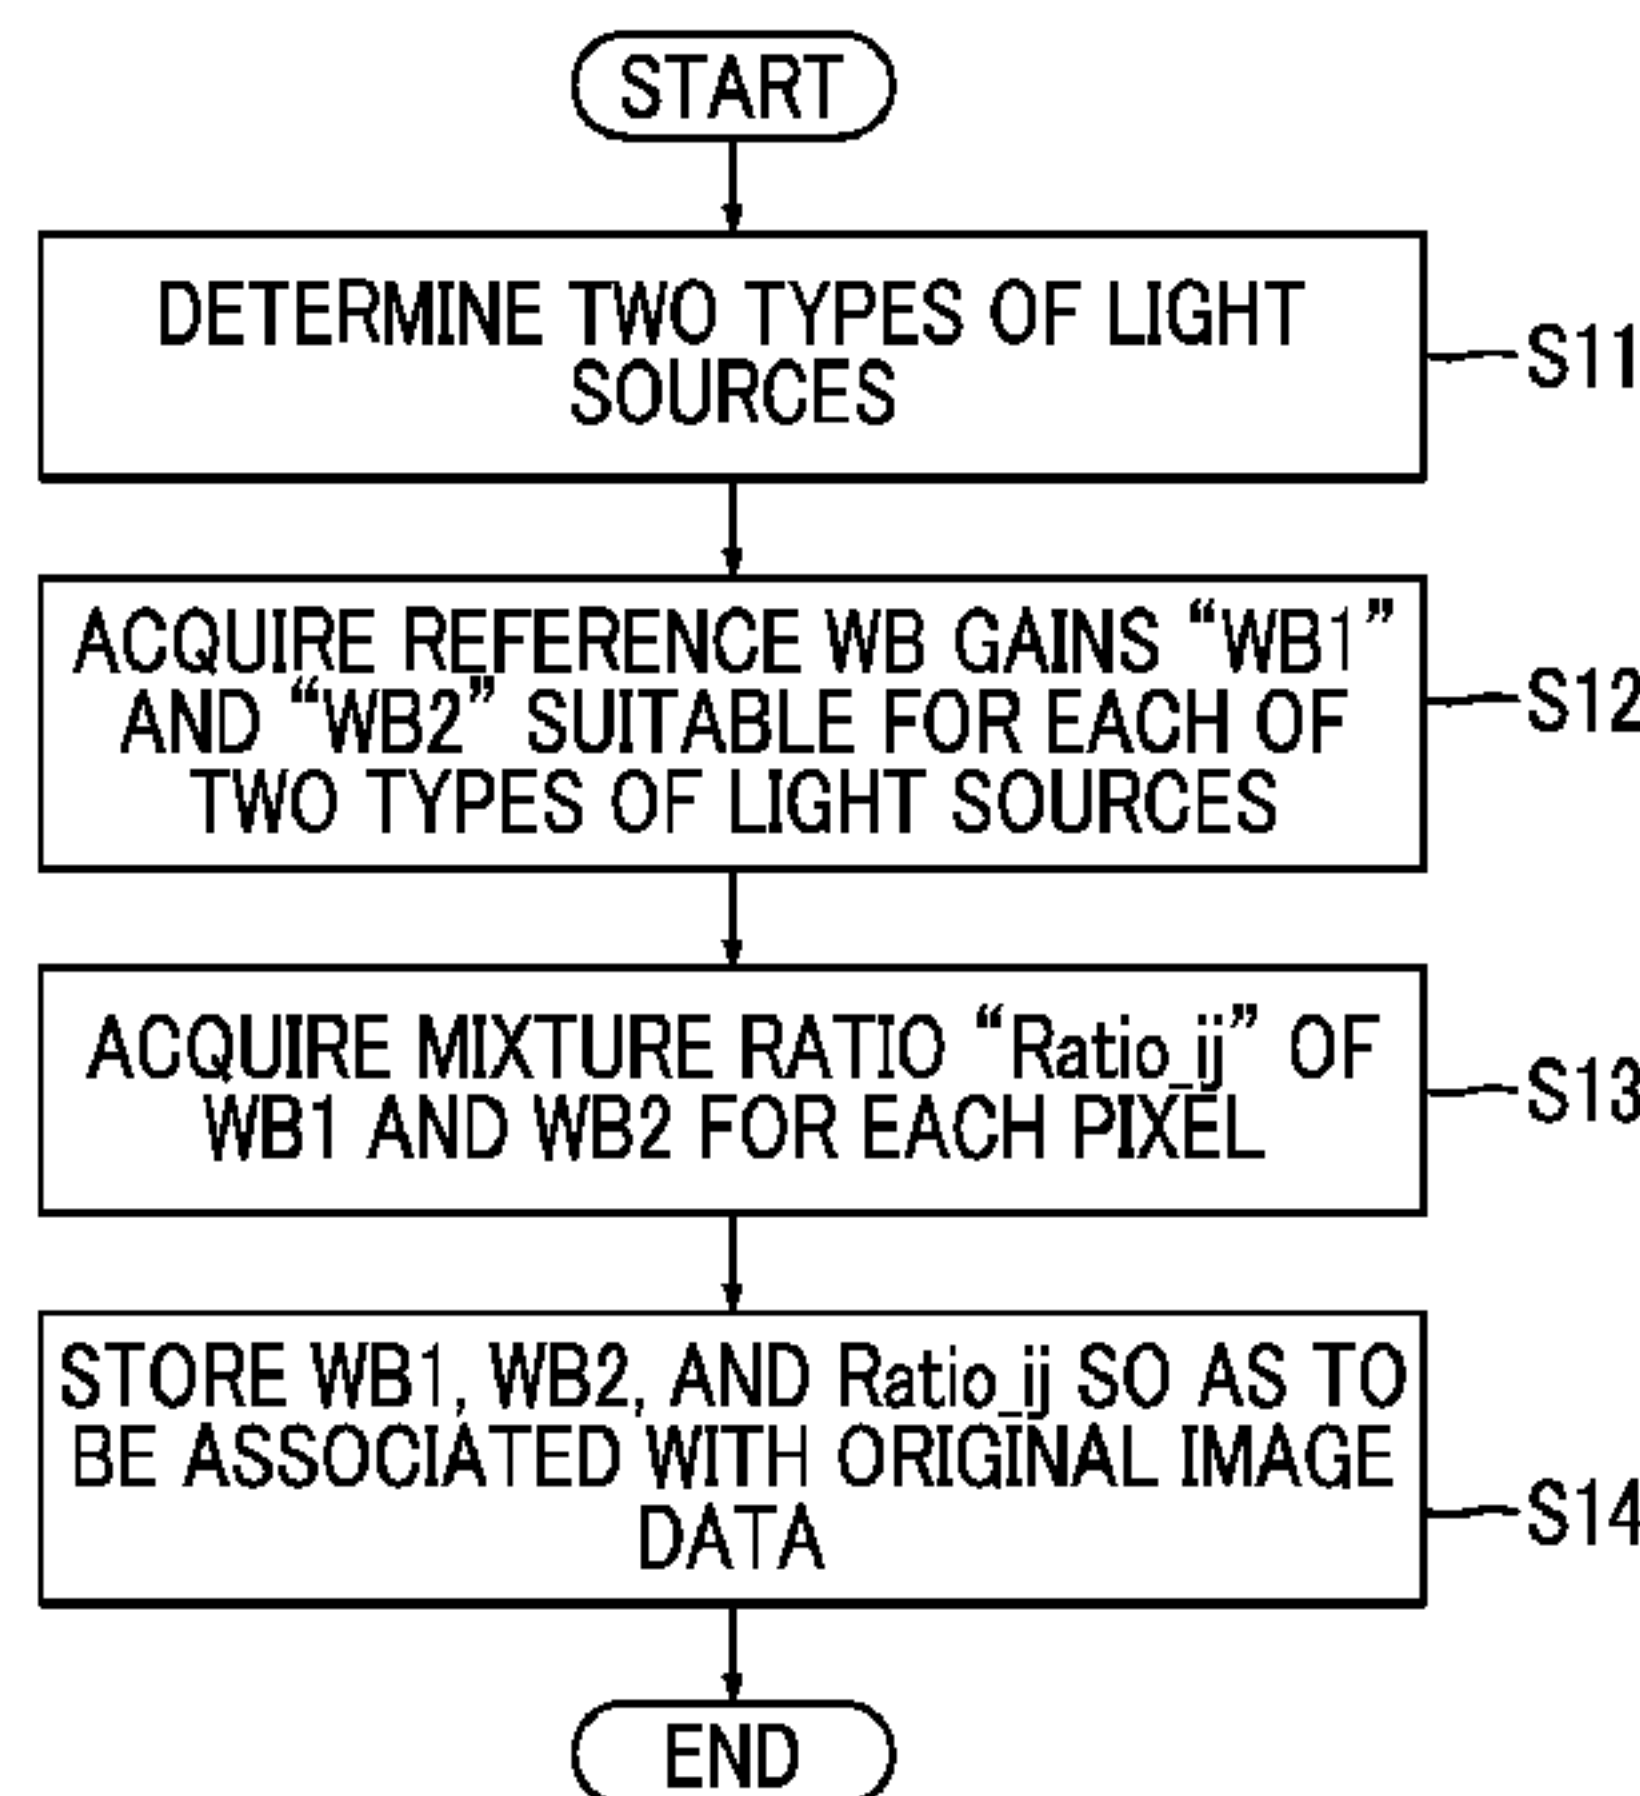 START
DETERMINE TWO TYPES OF LIGHT
SOURCES
S11
ACQUIRE REFERENCE WB GAINS “WB1”
AND “WB2” SUITABLE FOR EACH OF
TWO TYPES OF LIGHT SOURCES
S12
ACQUIRE MIXTURE RATIO “Ratio_ij” OF
WB1 AND WB2 FOR EACH PIXEL
S13
STORE WB1, WB2, AND Ratio_ij SO AS TO
BE ASSOCIATED WITH ORIGINAL IMAGE
DATA
S14
END